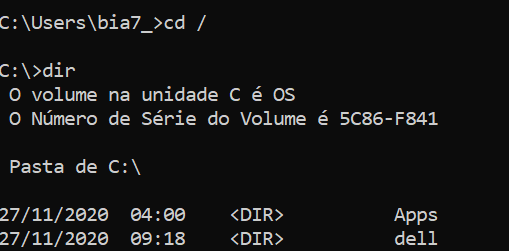 C:\Users\bia7_>cd /
C:\>dir
O volume na unidade C é OS
O Número de Série do Volume é 5C86-F841
Pasta de C:\
27/11/2020 04:00 <DIR> Apps
27/11/2020 09:18 <DIR> dell